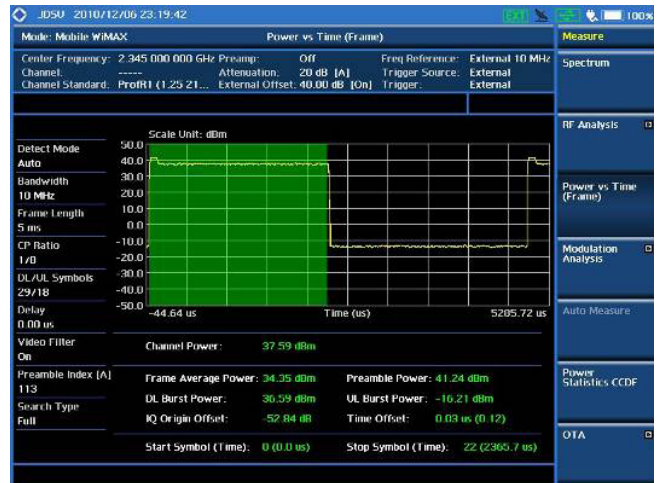 JDSU 2010/12/06 23:19:42 EXT 100%
Mode: Mobile WiMAX Power vs Time (Frame) Measure
Center Frequency: 2.345 000 000 GHz Preamp: Off Freq Reference: External 10 MHz
Channel: ----- Attenuation: 20 dB [A] Trigger Source: External
Channel Standard: ProfR1 (1.25 21... External Offset: 40.00 dB [On] Trigger: External
Spectrum
RF Analysis
Power vs Time
(Frame)
Modulation
Analysis
Auto Measure
Power
Statistics CCDF
OTA
Scale Unit: dBm
Detect Mode
Auto
Bandwidth
10 MHz
Frame Length
5 ms
CP Ratio
1/8
DL/UL Symbols
29/18
Delay
0.00 us
Video Filter
On
Preamble Index [A]
113
Search Type
Full
50.0
40.0
30.0
20.0
10.0
0.0
-10.0
-20.0
-30.0
-40.0
-50.0
-44.64 us Time (us) 5205.72 us
Channel Power: 37.59 dBm
Frame Average Power: 34.35 dBm Preamble Power: 41.24 dBm
DL Burst Power: 36.59 dBm UL Burst Power: -16.21 dBm
IQ Origin Offset: -52.84 dB Time Offset: 0.03 us (0.12)
Start Symbol (Time): 0 (0.0 us) Stop Symbol (Time): 22 (2365.7 us)